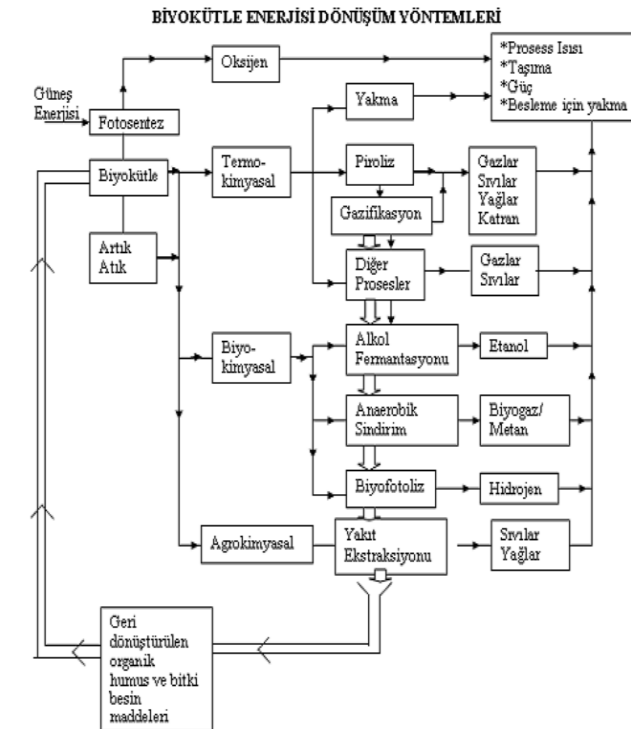 BİYOKÜTLE ENERJİSİ DÖNÜŞÜM YÖNTEMLERİ
Oksijen
*Prosess Isısı
*Taşıma
*Güç
*Besleme için yakma
Güneş
Enerjisi
Fotosentez
Yakma
Biyokütle
Termo-
kimyasal
Piroliz
Gazlar
Sıvılar
Yağlar
Katran
Gazifikasyon
Artık
Atık
Diğer
Prosesler
Gazlar
Sıvılar
Biyo-
kimyasal
Alkol
Fermantasyonu
Etanol
Anaerobik
Sindirim
Biyogaz/
Metan
Biyofotoliz
Hidrojen
Agrokimyasal
Yakıt
Ekstraksiyonu
Sıvılar
Yağlar
Geri
dönüştürülen
organik
humus ve bitki
besin
maddeleri